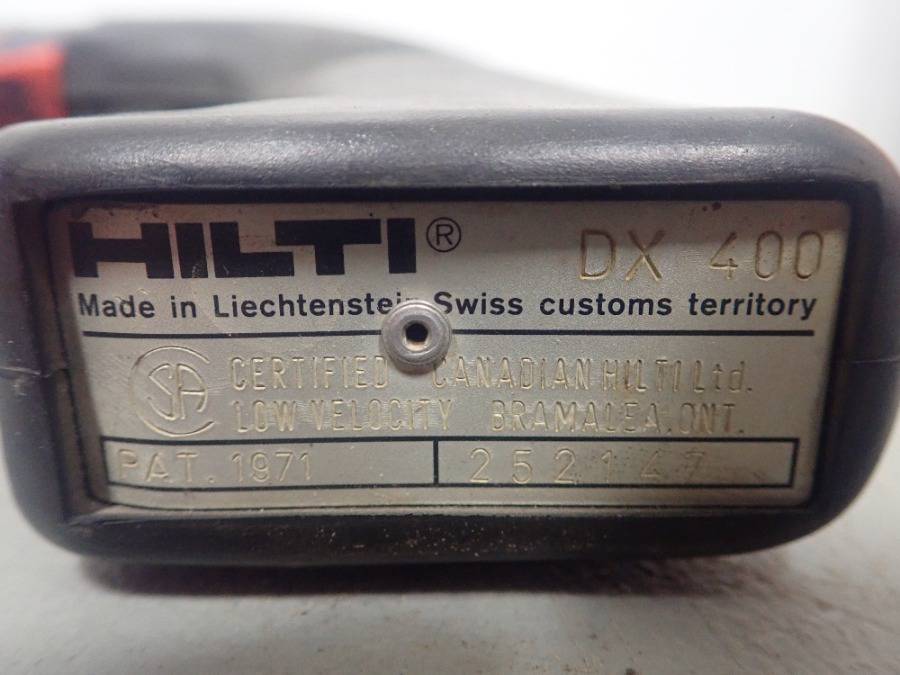 HILTI® DX 400
Made in Liechtenstein Swiss customs territory
CSA CERTIFIED CANADIAN HILTI Ltd.
LOW VELOCITY BRAMALEA, ONT.
PAT. 1971 252147